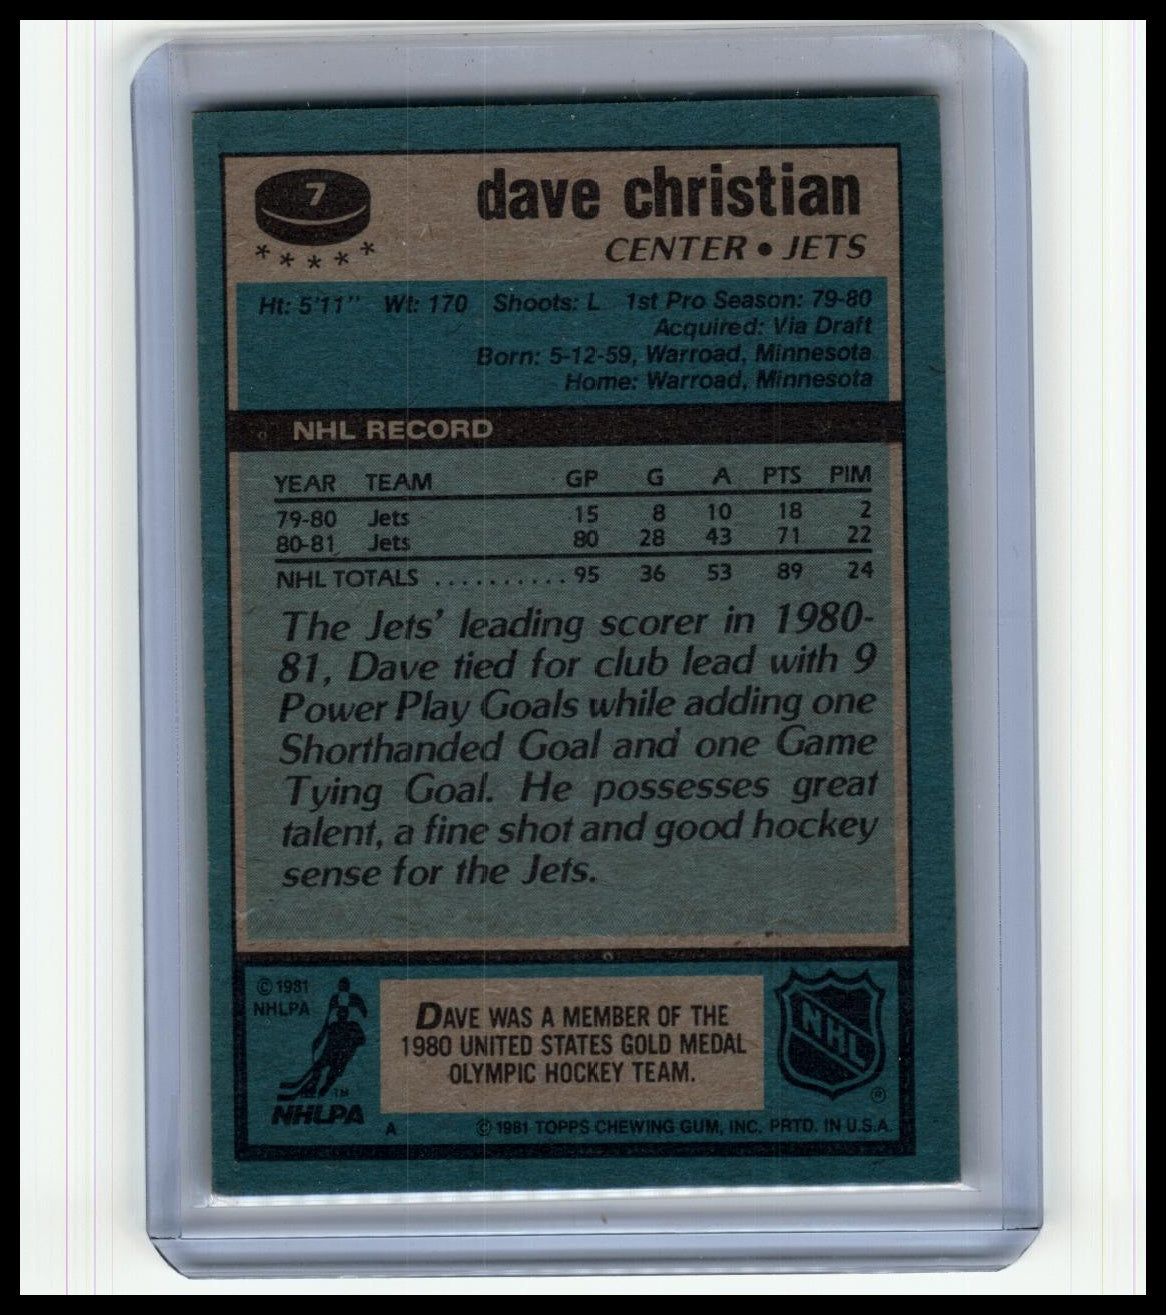 7
dave christian
* * * * *
CENTER • JETS
Ht: 5'11" Wt: 170 Shoots: L 1st Pro Season: 79-80
Acquired: Via Draft
Born: 5-12-59, Warroad, Minnesota
Home: Warroad, Minnesota
NHL RECORD
YEAR TEAM GP G A PTS PIM
79-80 Jets 15 8 10 18 2
80-81 Jets 80 28 43 71 22
NHL TOTALS .......... 95 36 53 89 24
The Jets' leading scorer in 1980-
81, Dave tied for club lead with 9
Power Play Goals while adding one
Shorthanded Goal and one Game
Tying Goal. He possesses great
talent, a fine shot and good hockey
sense for the Jets.
© 1981
NHLPA
TM
NHLPA
DAVE WAS A MEMBER OF THE
1980 UNITED STATES GOLD MEDAL
OLYMPIC HOCKEY TEAM.
NHL
®
A © 1981 TOPPS CHEWING GUM, INC. PRTD. IN U.S.A.